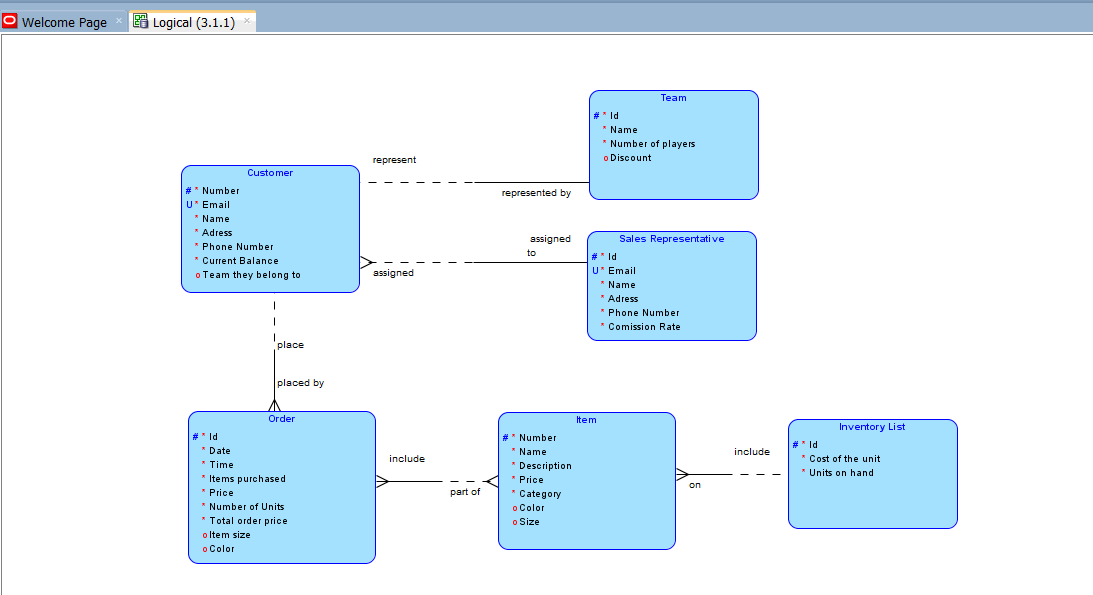 Welcome Page
Logical (3.1.1)
Team
# * Id
* Name
* Number of players
o Discount
represent
represented by
Customer
# * Number
U * Email
* Name
* Adress
* Phone Number
* Current Balance
o Team they belong to
assigned
to
assigned
Sales Representative
# * Id
U * Email
* Name
* Adress
* Phone Number
* Comission Rate
place
placed by
Order
# * Id
* Date
* Time
* Items purchased
* Price
* Number of Units
* Total order price
o Item size
o Color
include
part of
Item
# * Number
* Name
* Description
* Price
* Category
o Color
o Size
include
on
Inventory List
# * Id
* Cost of the unit
* Units on hand